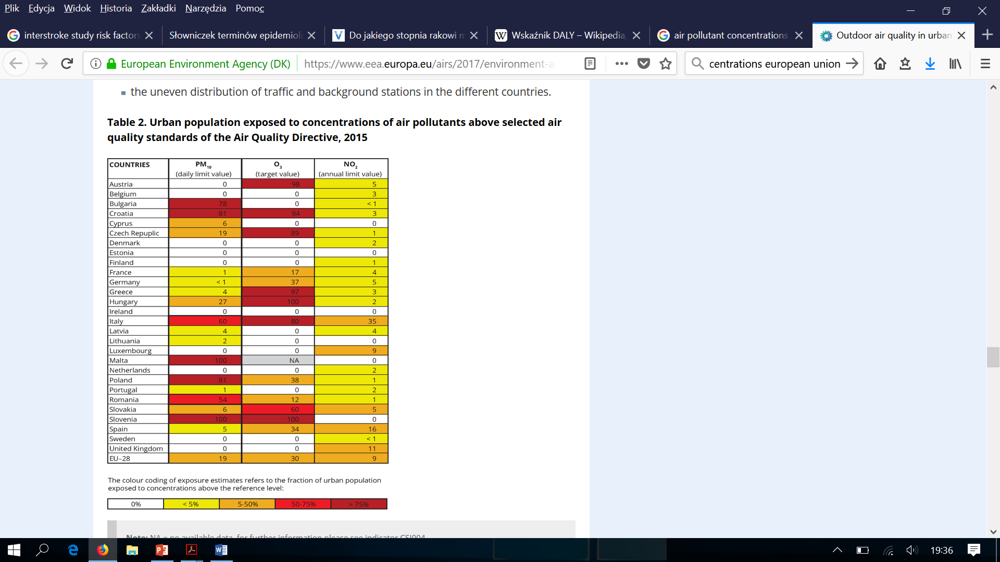 Plik Edycja Widok Historia Zakładki Narzędzia Pomoc
interstroke study risk factors Słowniczek terminów epidemiol Do jakiego stopnia rakowi m W Wskaźnik DALY – Wikipedia, air pollutant concentrations Outdoor air quality in urban
European Environment Agency (DK) https://www.eea.europa.eu/airs/2017/environment-a centrations european union
the uneven distribution of traffic and background stations in the different countries.
Table 2. Urban population exposed to concentrations of air pollutants above selected air
quality standards of the Air Quality Directive, 2015
COUNTRIES PM10 O3 NO2
(daily limit value) (target value) (annual limit value)
Austria 0 98 5
Belgium 0 0 3
Bulgaria 78 0 < 1
Croatia 81 94 3
Cyprus 6 0 0
Czech Repuplic 19 89 1
Denmark 0 0 2
Estonia 0 0 0
Finland 0 0 1
France 1 17 4
Germany < 1 37 5
Greece 4 97 3
Hungary 27 100 2
Ireland 0 0 0
Italy 60 80 35
Latvia 4 0 4
Lithuania 2 0 0
Luxembourg 0 0 9
Malta 100 NA 0
Netherlands 0 0 2
Poland 81 38 1
Portugal 1 0 2
Romania 54 12 1
Slovakia 6 60 5
Slovenia 100 100 0
Spain 5 34 16
Sweden 0 0 < 1
United Kingdom 0 0 11
EU–28 19 30 9
The colour coding of exposure estimates refers to the fraction of urban population
exposed to concentrations above the reference level:
0% < 5% 5-50% 50-75% > 75%
Note: NA = no available data, for further information please see indicator CSI004
19:36